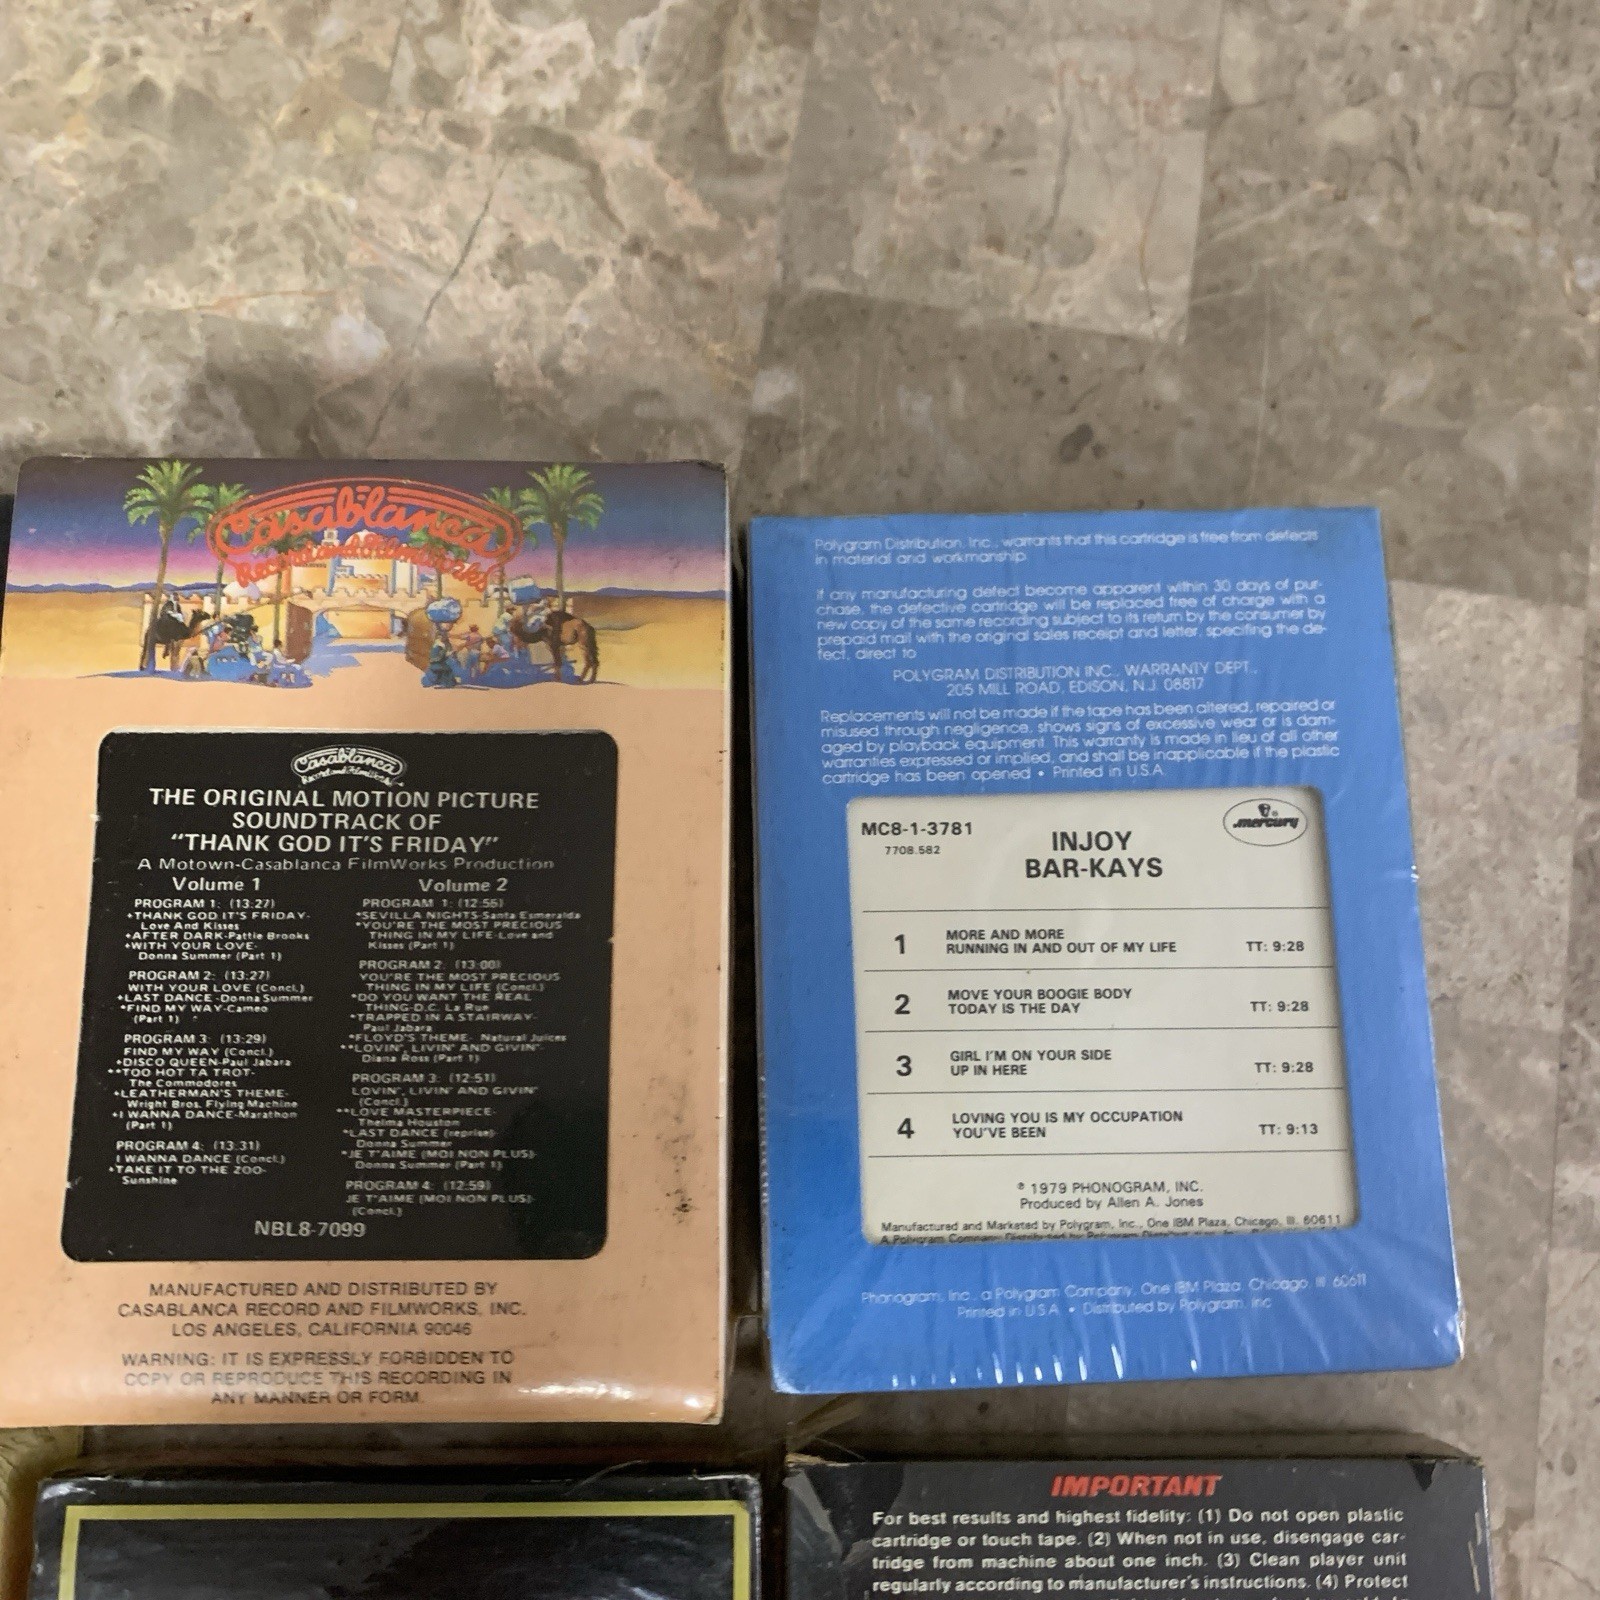 Casablanca
Record and FilmWorks
Casablanca
Record and FilmWorks
THE ORIGINAL MOTION PICTURE
SOUNDTRACK OF
"THANK GOD IT'S FRIDAY"
A Motown-Casablanca FilmWorks Production
Volume 1
PROGRAM 1: (13:27)
*THANK GOD IT'S FRIDAY-
Love And Kisses
*AFTER DARK-Pattie Brooks
*WITH YOUR LOVE-
Donna Summer (Part 1)
PROGRAM 2: (13:27)
WITH YOUR LOVE (Concl.)
*LAST DANCE-Donna Summer
*FIND MY WAY-Cameo
(Part 1)
PROGRAM 3: (13:29)
FIND MY WAY (Concl.)
*DISCO QUEEN-Paul Jabara
**TOO HOT TA TROT-
The Commodores
*LEATHERMAN'S THEME-
Wright Bros. Flying Machine
*I WANNA DANCE-Marathon
(Part 1)
PROGRAM 4: (13:31)
I WANNA DANCE (Concl.)
*TAKE IT TO THE ZOO-
Sunshine
Volume 2
PROGRAM 1: (12:56)
*SEVILLA NIGHTS-Santa Esmeralda
*YOU'RE THE MOST PRECIOUS
THING IN MY LIFE-Love and
Kisses (Part 1)
PROGRAM 2: (13:00)
YOU'RE THE MOST PRECIOUS
THING IN MY LIFE (Concl.)
*DO YOU WANT THE REAL
THING-D.C. La Rue
*TRAPPED IN A STAIRWAY-
Paul Jabara
*FLOYD'S THEME- Natural Juices
**LOVIN', LIVIN' AND GIVIN'-
Diana Ross (Part 1)
PROGRAM 3: (12:51)
LOVIN', LIVIN' AND GIVIN'
(Concl.)
**LOVE MASTERPIECE-
Thelma Houston
*LAST DANCE (reprise)-
Donna Summer
*JE T'AIME (MOI NON PLUS)-
Donna Summer (Part 1)
PROGRAM 4: (12:59)
JE T'AIME (MOI NON PLUS)-
(Concl.)
NBL8-7099
MANUFACTURED AND DISTRIBUTED BY
CASABLANCA RECORD AND FILMWORKS, INC.
LOS ANGELES, CALIFORNIA 90046
WARNING: IT IS EXPRESSLY FORBIDDEN TO
COPY OR REPRODUCE THIS RECORDING IN
ANY MANNER OR FORM.
Polygram Distribution, Inc., warrants that this cartridge is free from defects
in material and workmanship.
If any manufacturing defect become apparent within 30 days of pur-
chase, the defective cartridge will be replaced free of charge with a
new copy of the same recording subject to its return by the consumer by
prepaid mail with the original sales receipt and letter, specifing the de-
fect, direct to
POLYGRAM DISTRIBUTION INC., WARRANTY DEPT.,
205 MILL ROAD, EDISON, N.J. 08817
Replacements will not be made if the tape has been altered, repaired or
misused through negligence, shows signs of excessive wear or is dam-
aged by playback equipment. This warranty is made in lieu of all other
warranties expressed or implied, and shall be inapplicable if the plastic
cartridge has been opened • Printed in U.S.A.
MC8-1-3781
7708.582
INJOY
BAR-KAYS
mercury
1 MORE AND MORE
RUNNING IN AND OUT OF MY LIFE TT: 9:28
2 MOVE YOUR BOOGIE BODY
TODAY IS THE DAY TT: 9:28
3 GIRL I'M ON YOUR SIDE
UP IN HERE TT: 9:28
4 LOVING YOU IS MY OCCUPATION
YOU'VE BEEN TT: 9:13
℗ 1979 PHONOGRAM, INC.
Produced by Allen A. Jones
Manufactured and Marketed by Polygram, Inc., One IBM Plaza, Chicago, Ill. 60611
A Polygram Company Distributed by Polygram
Phonogram, Inc., a Polygram Company, One IBM Plaza, Chicago, Ill 60611
Printed in U.S.A. • Distributed by Polygram, Inc
IMPORTANT
For best results and highest fidelity: (1) Do not open plastic
cartridge or touch tape. (2) When not in use, disengage car-
tridge from machine about one inch. (3) Clean player unit
regularly according to manufacturer's instructions. (4) Protect